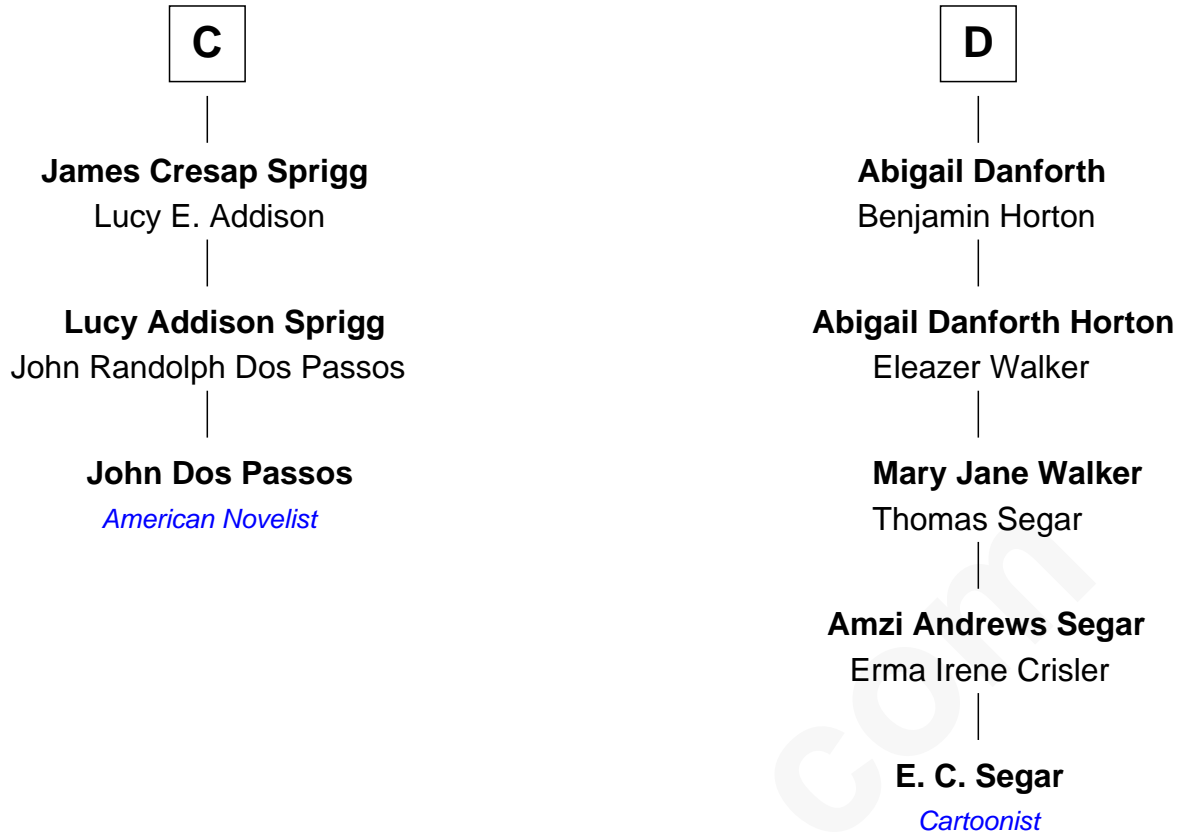 C
James Cresap Sprigg
Lucy E. Addison
Lucy Addison Sprigg
John Randolph Dos Passos
John Dos Passos
American Novelist
D
Abigail Danforth
Benjamin Horton
Abigail Danforth Horton
Eleazer Walker
Mary Jane Walker
Thomas Segar
Amzi Andrews Segar
Erma Irene Crisler
E. C. Segar
Cartoonist
com